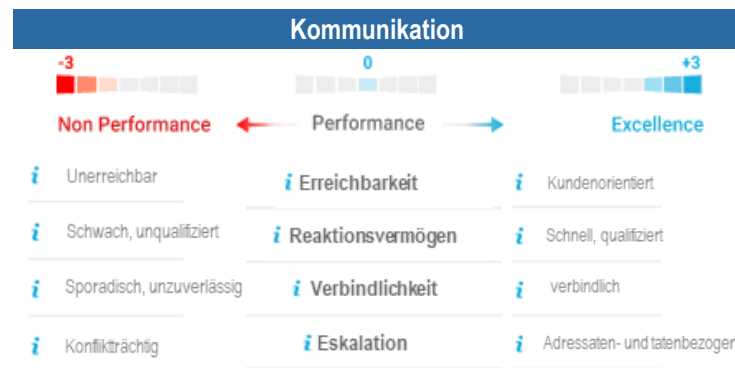 Kommunikation
-3 0 +3
Non Performance Performance Excellence
i Unerreichbar i Erreichbarkeit i Kundenorientiert
i Schwach, unqualifiziert i Reaktionsvermögen i Schnell, qualifiziert
i Sporadisch, unzuverlässig i Verbindlichkeit i verbindlich
i Konfliktträchtig i Eskalation i Adressaten- und tatenbezogen